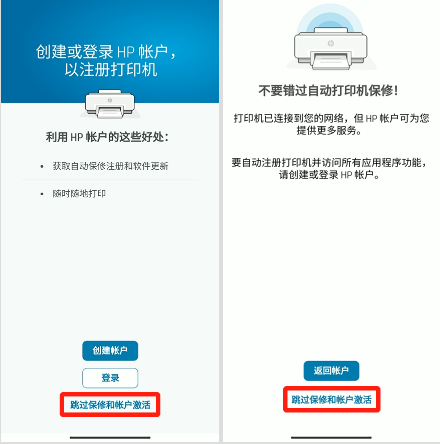 创建或登录 HP 帐户，
以注册打印机
利用 HP 帐户的这些好处：
• 获取自动保修注册和软件更新
• 随时随地打印
创建帐户
登录
跳过保修和帐户激活
不要错过自动打印机保修！
打印机已连接到您的网络，但 HP 帐户可为您
提供更多服务。
要自动注册打印机并访问所有应用程序功能，
请创建或登录 HP 帐户。
返回帐户
跳过保修和帐户激活